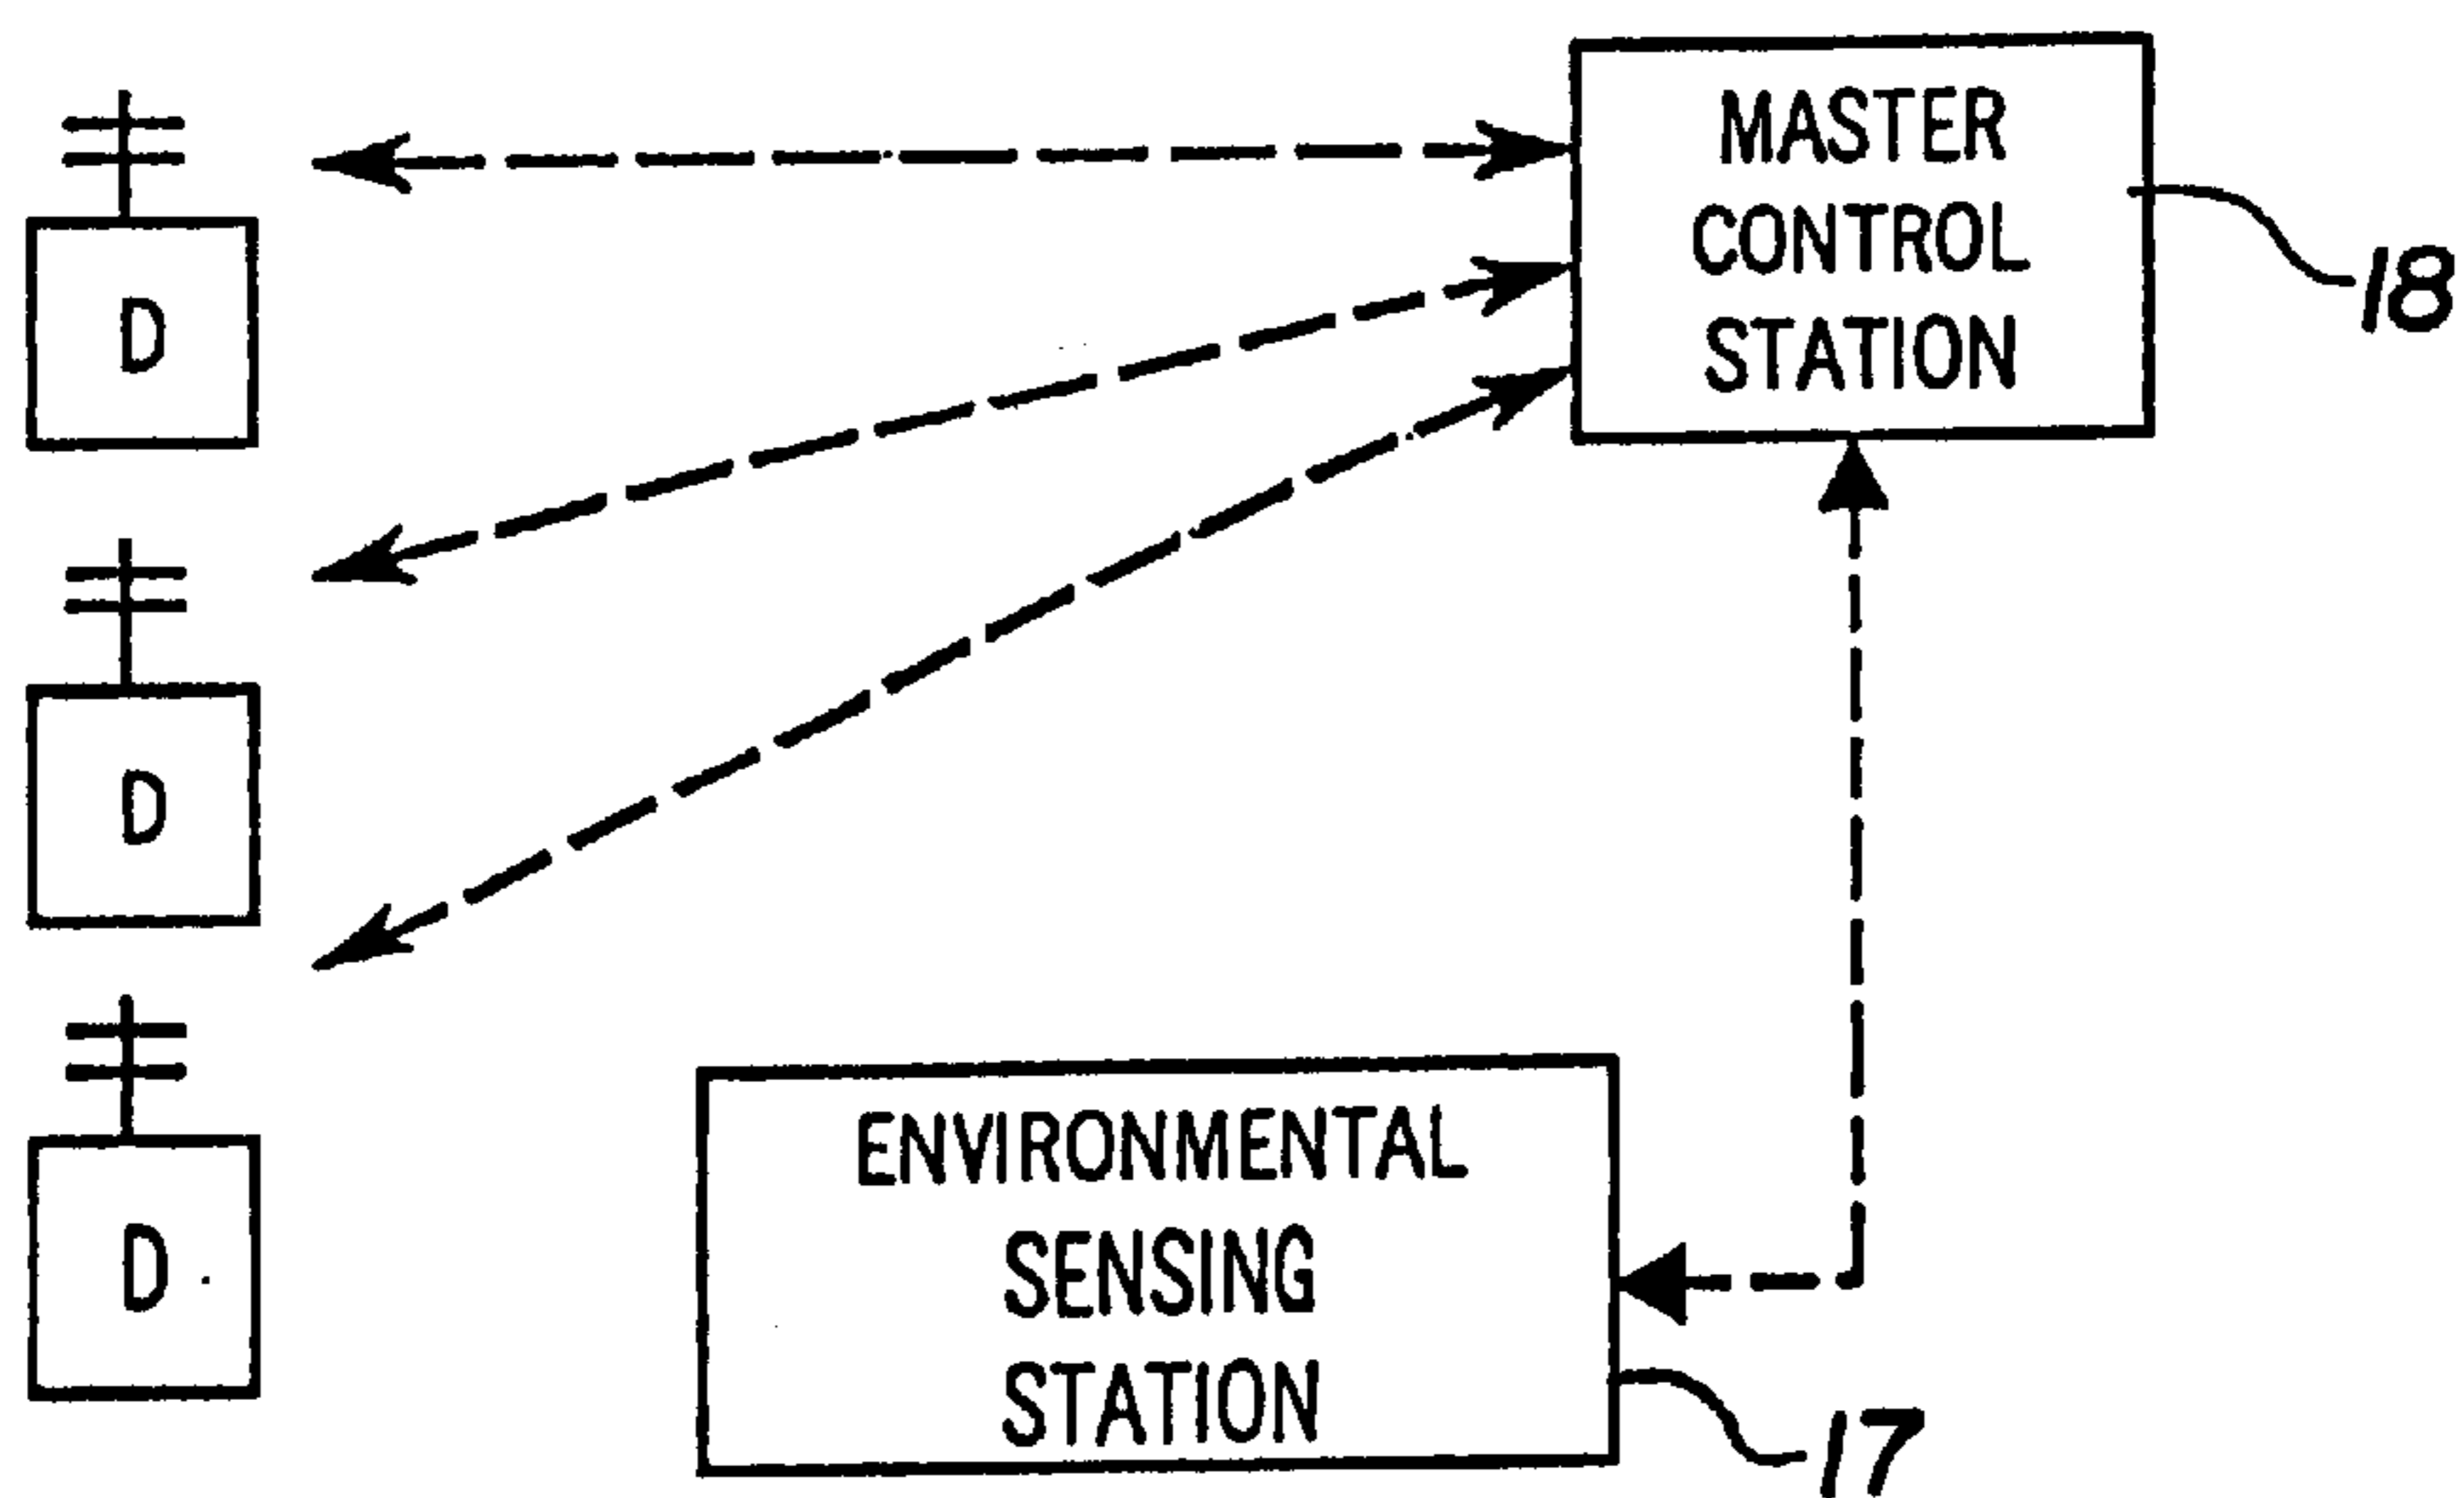 MASTER
CONTROL
STATION
18
D
D
D
ENVIRONMENTAL
SENSING
STATION
17